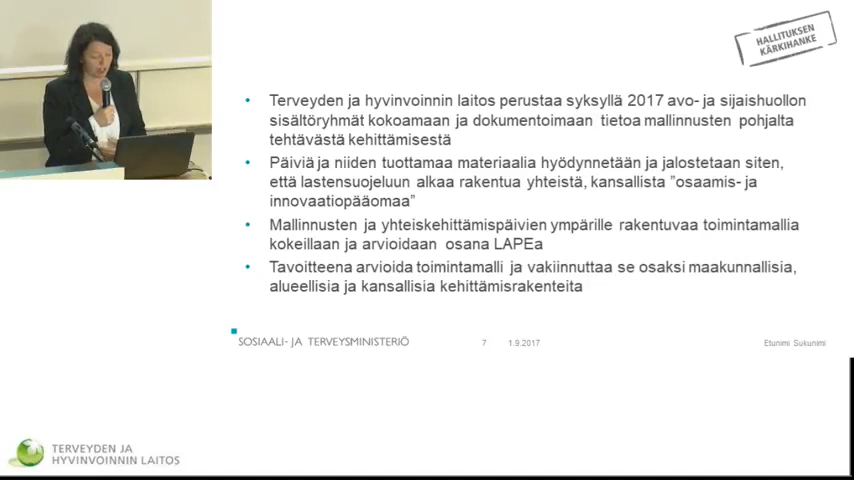 HALLITUKSEN
KÄRKIHANKE
• Terveyden ja hyvinvoinnin laitos perustaa syksyllä 2017 avo- ja sijaishuollon
sisältöryhmät kokoamaan ja dokumentoimaan tietoa mallinnusten pohjalta
tehtävästä kehittämisestä
• Päiviä ja niiden tuottamaa materiaalia hyödynnetään ja jalostetaan siten,
että lastensuojeluun alkaa rakentua yhteistä, kansallista ”osaamis- ja
innovaatiopääomaa”
• Mallinnusten ja yhteiskehittämispäivien ympärille rakentuvaa toimintamallia
kokeillaan ja arvioidaan osana LAPEa
• Tavoitteena arvioida toimintamalli ja vakiinnuttaa se osaksi maakunnallisia,
alueellisia ja kansallisia kehittämisrakenteita
SOSIAALI- JA TERVEYSMINISTERIÖ 7 1.9.2017 Etunimi Sukunimi
TERVEYDEN JA
HYVINVOINNIN LAITOS